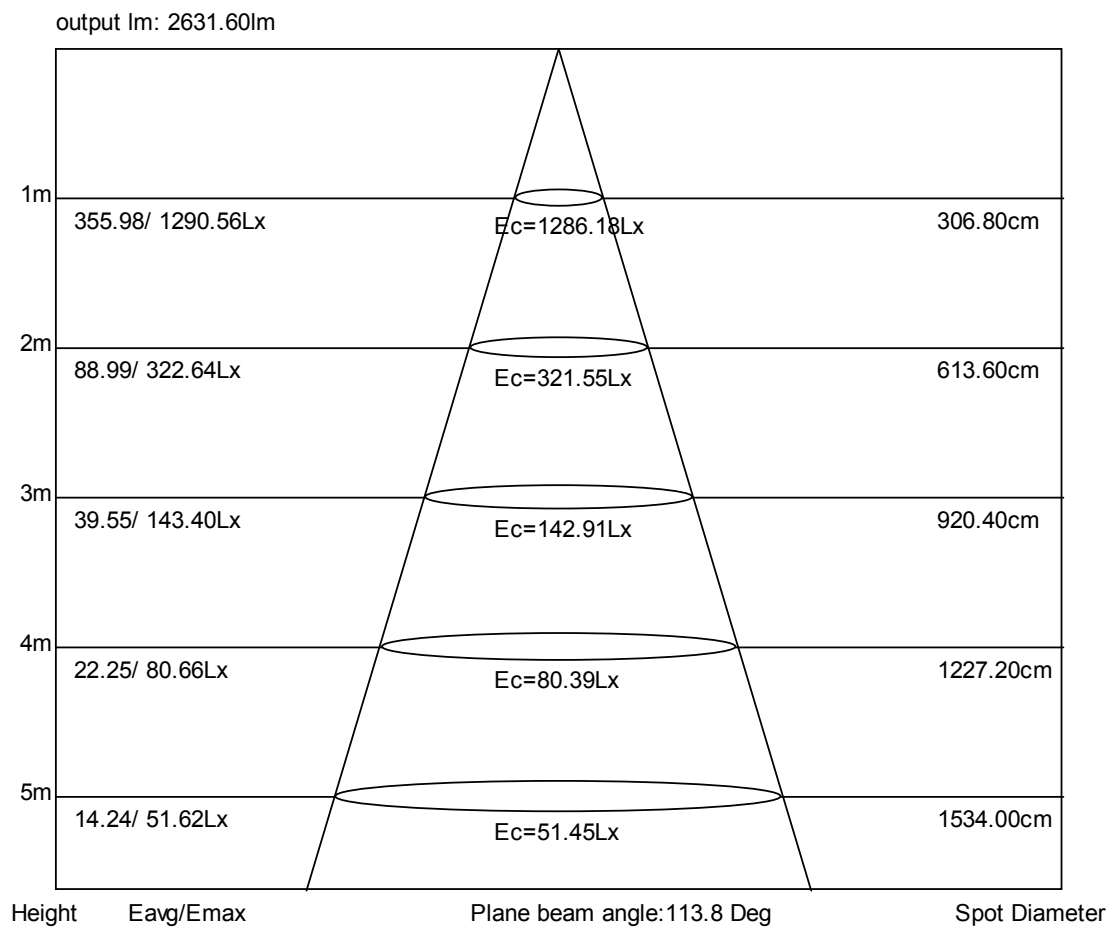 output lm: 2631.60lm
1m
355.98/ 1290.56Lx
Ec=1286.18Lx
306.80cm
2m
88.99/ 322.64Lx
Ec=321.55Lx
613.60cm
3m
39.55/ 143.40Lx
Ec=142.91Lx
920.40cm
4m
22.25/ 80.66Lx
Ec=80.39Lx
1227.20cm
5m
14.24/ 51.62Lx
Ec=51.45Lx
1534.00cm
Height Eavg/Emax Plane beam angle:113.8 Deg Spot Diameter